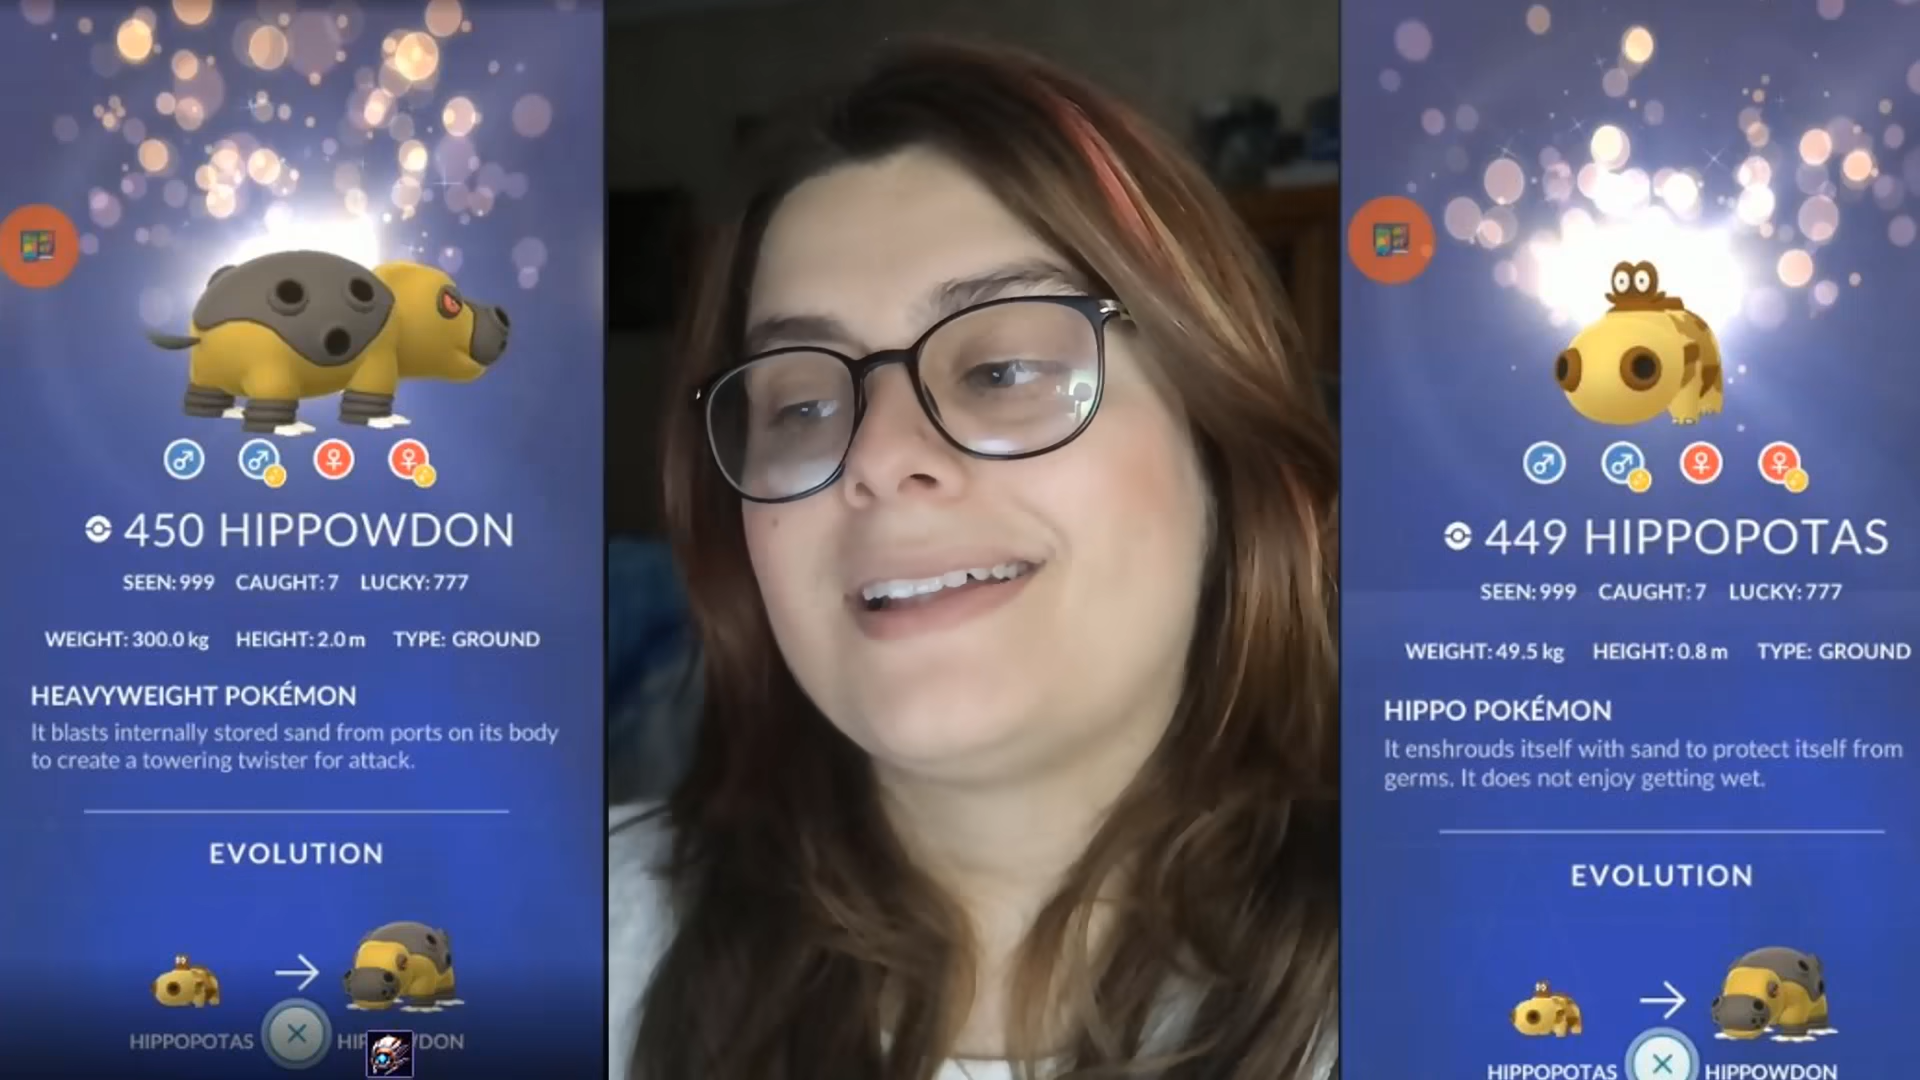 450 HIPPOWDON
SEEN: 999 CAUGHT: 7 LUCKY: 777
WEIGHT: 300.0 kg HEIGHT: 2.0 m TYPE: GROUND
HEAVYWEIGHT POKÉMON
It blasts internally stored sand from ports on its body
to create a towering twister for attack.
EVOLUTION
HIPPOPOTAS
449 HIPPOPOTAS
SEEN: 999 CAUGHT: 7 LUCKY: 777
WEIGHT: 49.5 kg HEIGHT: 0.8 m TYPE: GROUND
HIPPO POKÉMON
It enshrouds itself with sand to protect itself from
germs. It does not enjoy getting wet.
EVOLUTION
HIPPOPOTAS HIPPOWDON